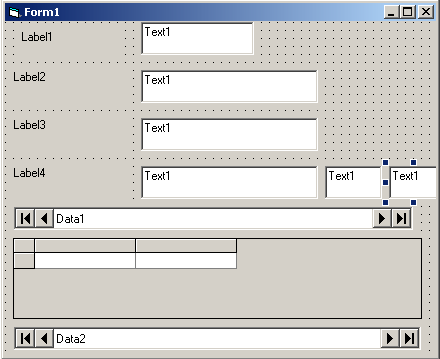 Form1
Label1 Text1
Label2 Text1
Label3 Text1
Label4 Text1 Text1 Text1
Data1
Data2